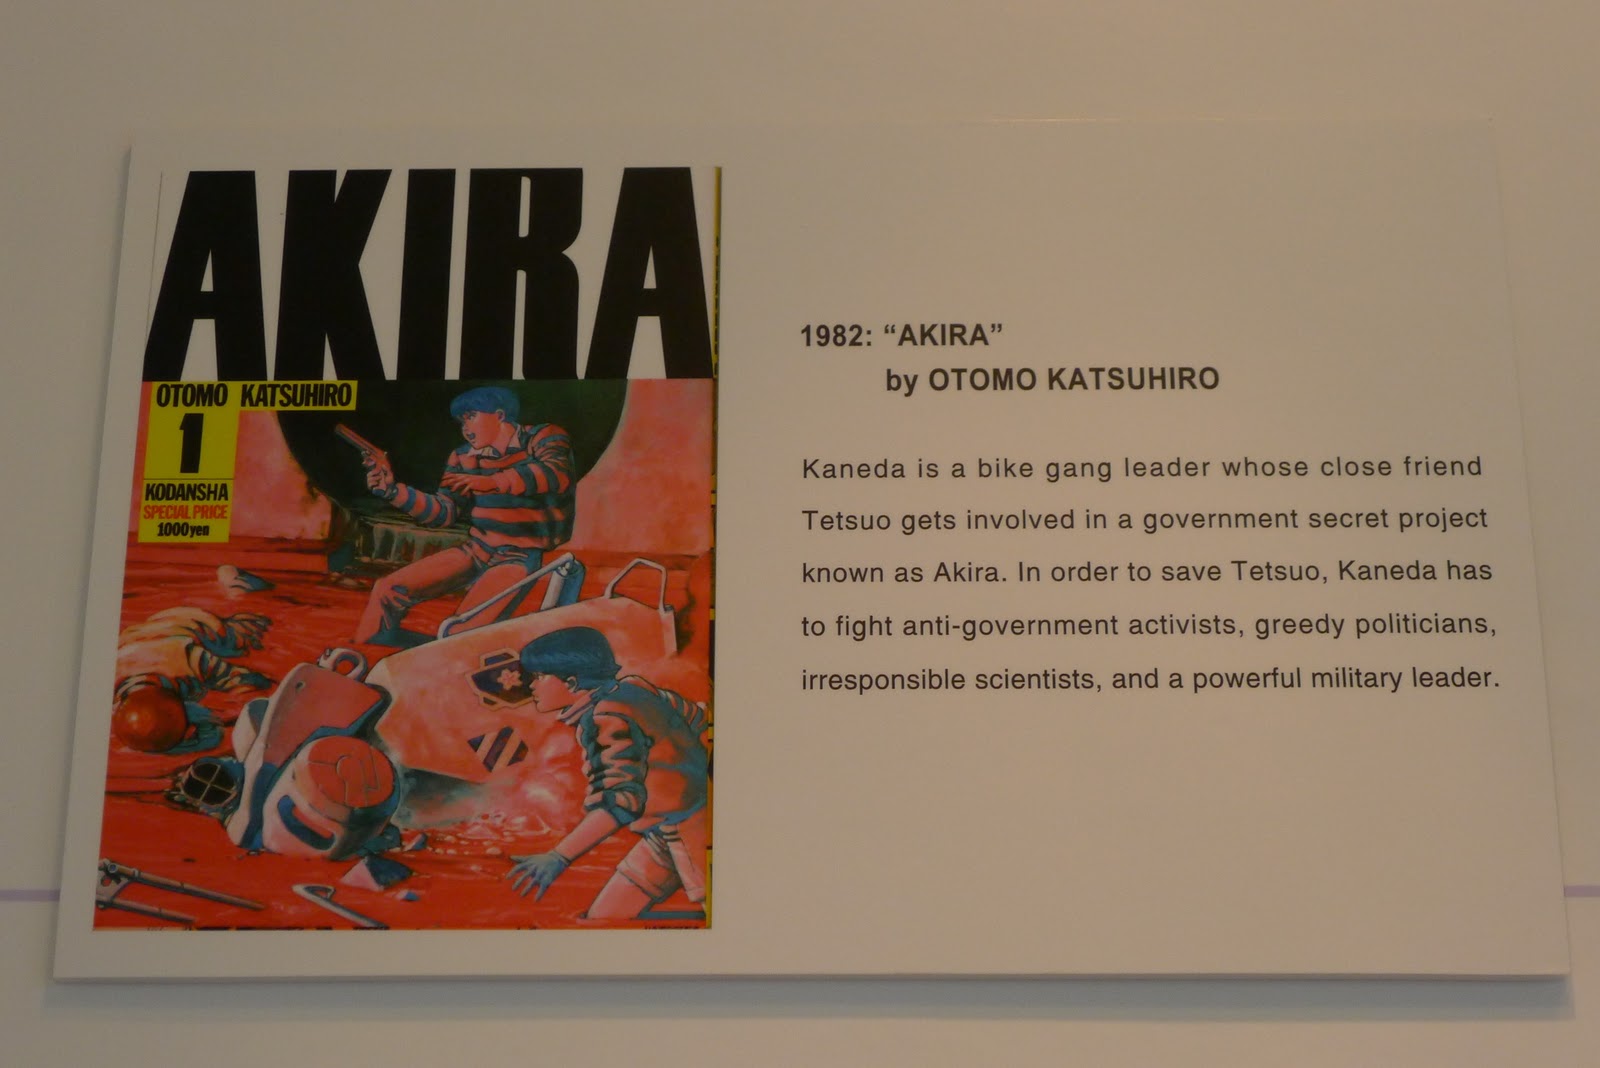 AKIRA
OTOMO KATSUHIRO
1
KODANSHA
SPECIAL PRICE
1000yen
1982: “AKIRA”
by OTOMO KATSUHIRO
Kaneda is a bike gang leader whose close friend
Tetsuo gets involved in a government secret project
known as Akira. In order to save Tetsuo, Kaneda has
to fight anti-government activists, greedy politicians,
irresponsible scientists, and a powerful military leader.